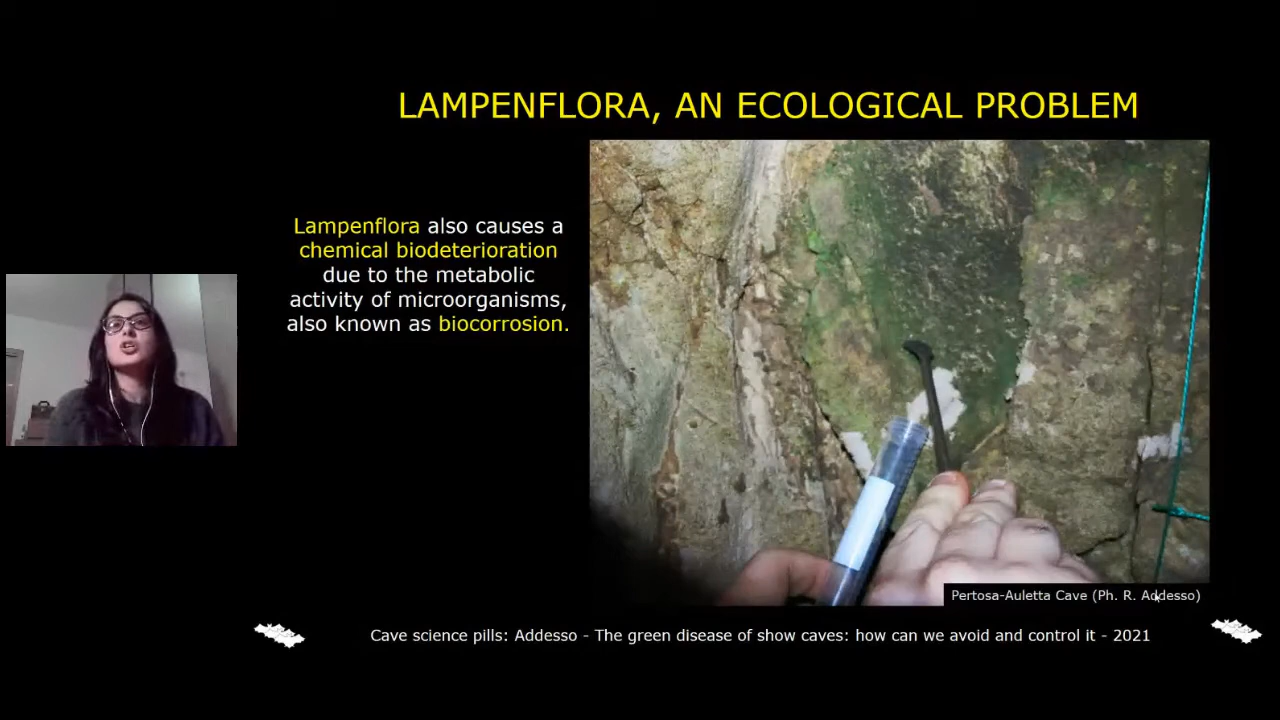 LAMPENFLORA, AN ECOLOGICAL PROBLEM
Lampenflora also causes a
chemical biodeterioration
due to the metabolic
activity of microorganisms,
also known as biocorrosion.
Pertosa-Auletta Cave (Ph. R. Addesso)
Cave science pills: Addesso - The green disease of show caves: how can we avoid and control it - 2021